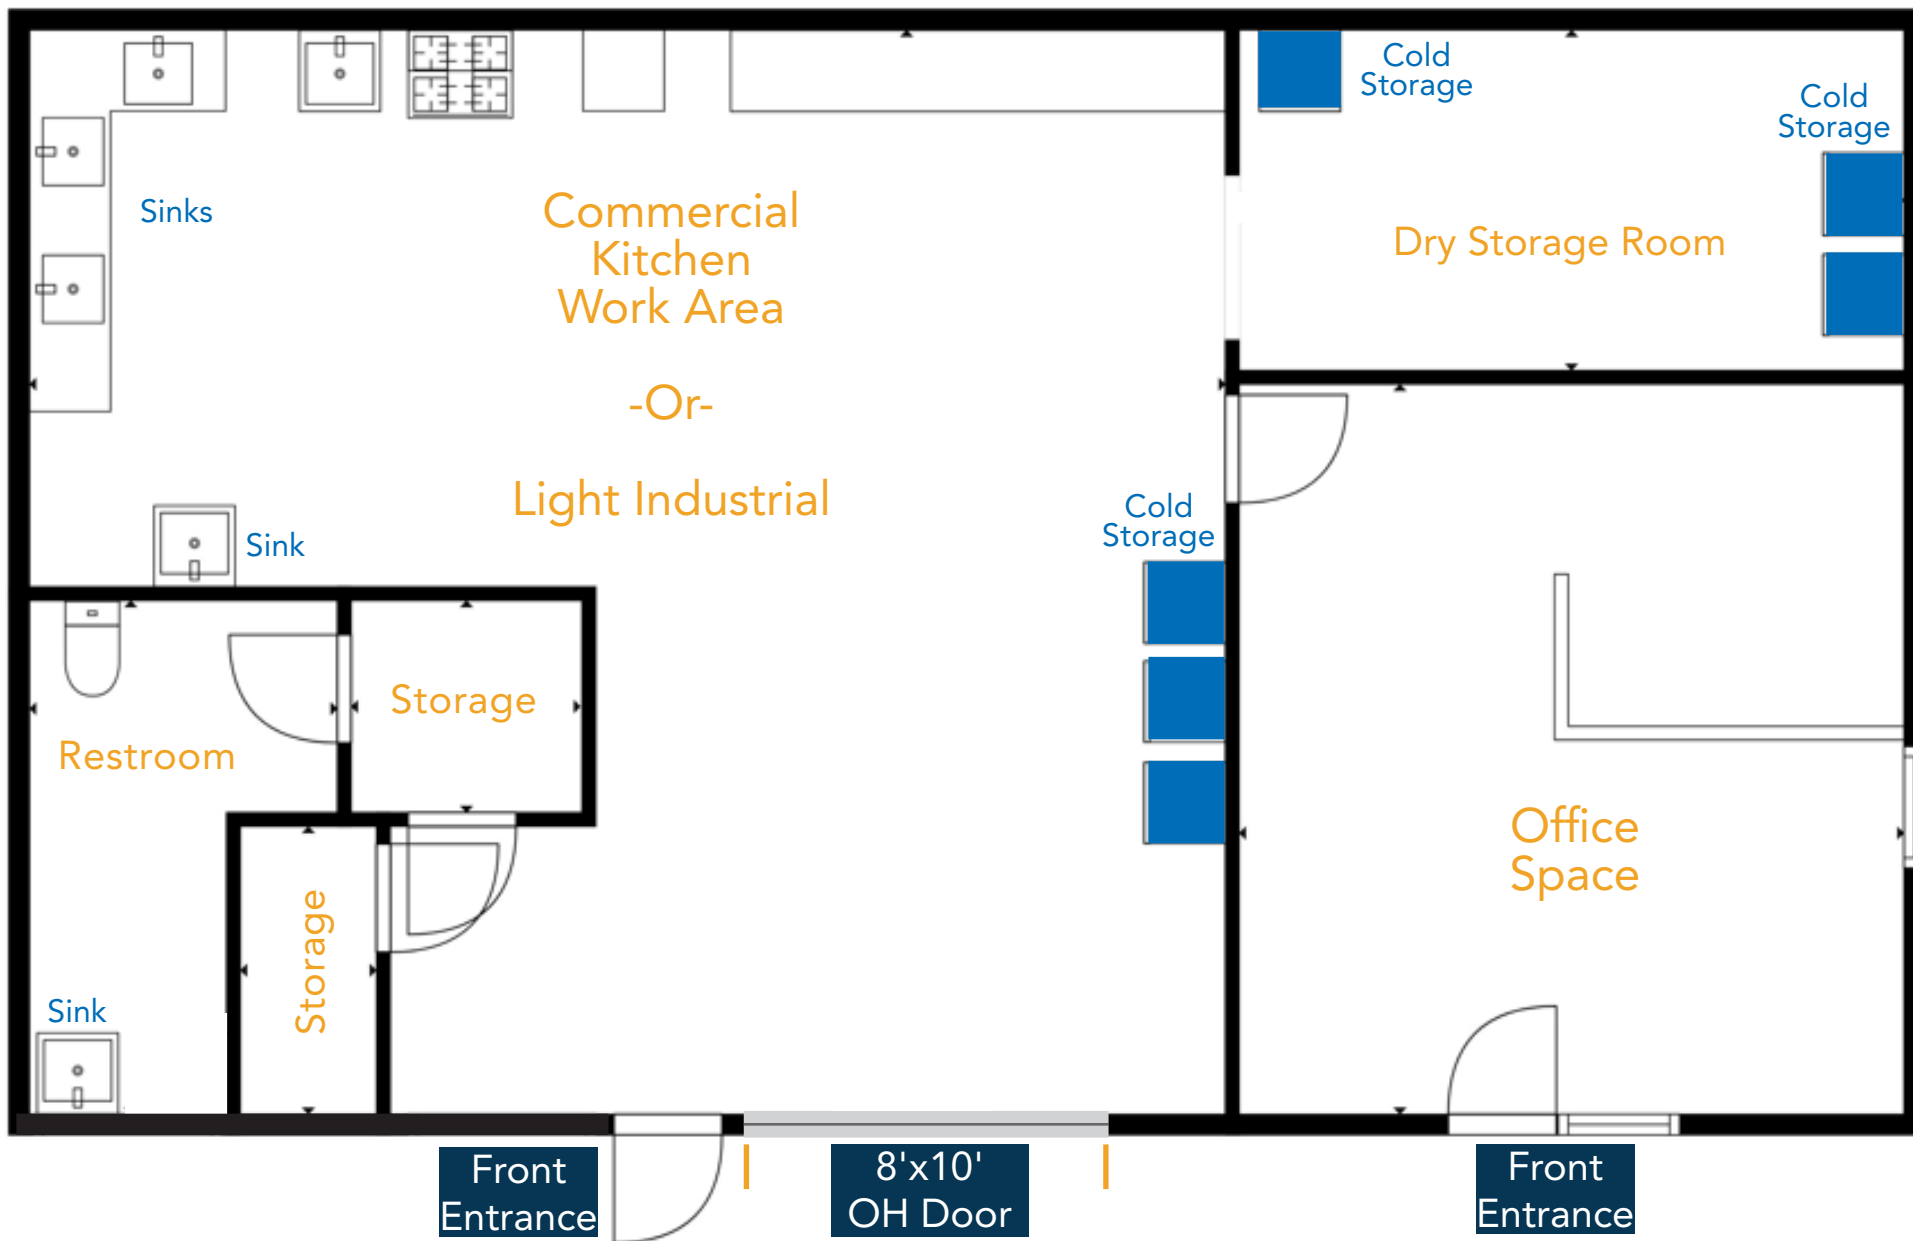 Cold
Storage
Cold
Storage
Sinks
Commercial
Kitchen
Work Area
-Or-
Light Industrial
Dry Storage Room
Cold
Storage
Sink
Storage
Restroom
Office
Space
Storage
Sink
Front
Entrance
8'x10'
OH Door
Front
Entrance